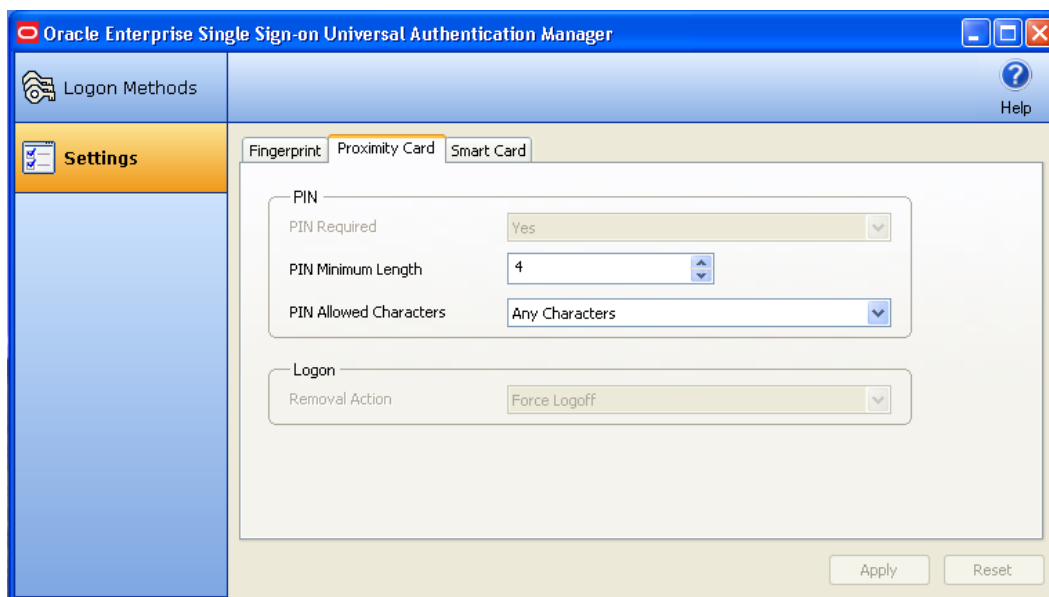 Oracle Enterprise Single Sign-on Universal Authentication Manager
Logon Methods
Help
Settings
Fingerprint Proximity Card Smart Card
PIN
PIN Required Yes
PIN Minimum Length 4
PIN Allowed Characters Any Characters
Logon
Removal Action Force Logoff
Apply Reset